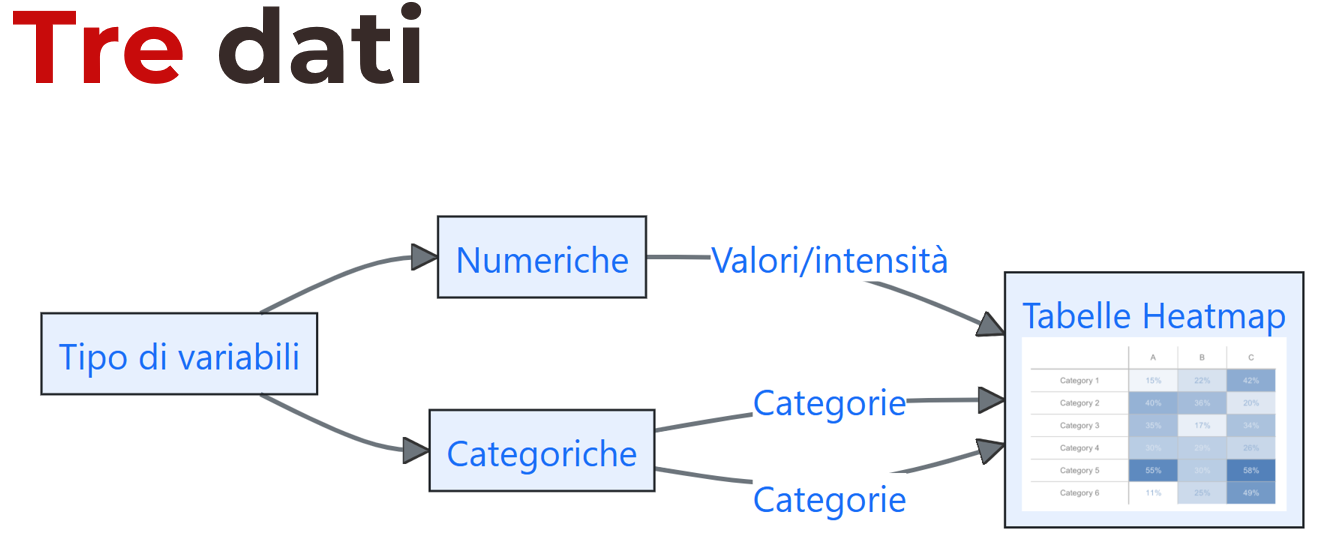 Tre dati
Numeriche
Valori/intensità
Tabelle Heatmap
Tipo di variabili
Categorie
Categoriche
Categorie
A B C
Category 1 15% 22% 42%
Category 2 40% 36% 20%
Category 3 35% 17% 34%
Category 4 30% 29% 26%
Category 5 55% 30% 58%
Category 6 11% 25% 49%